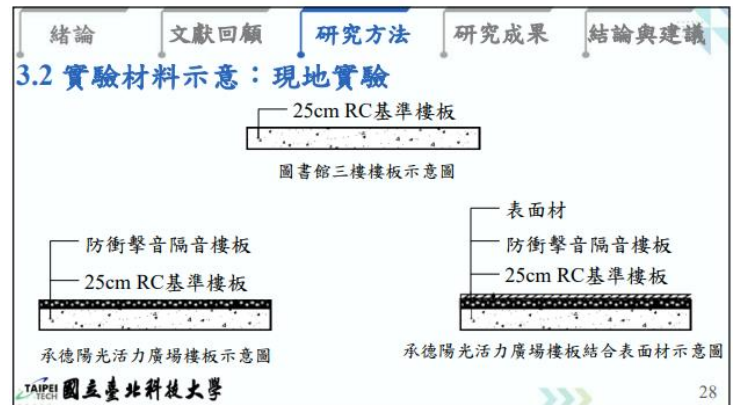 緒論 文獻回顧 研究方法 研究成果 結論與建議
3.2 實驗材料示意：現地實驗
25cm RC基準樓板
圖書館三樓樓板示意圖
防衝擊音隔音樓板
25cm RC基準樓板
承德陽光活力廣場樓板示意圖
表面材
防衝擊音隔音樓板
25cm RC基準樓板
承德陽光活力廣場樓板結合表面材示意圖
TAIPEI TECH 國立臺北科技大學
28